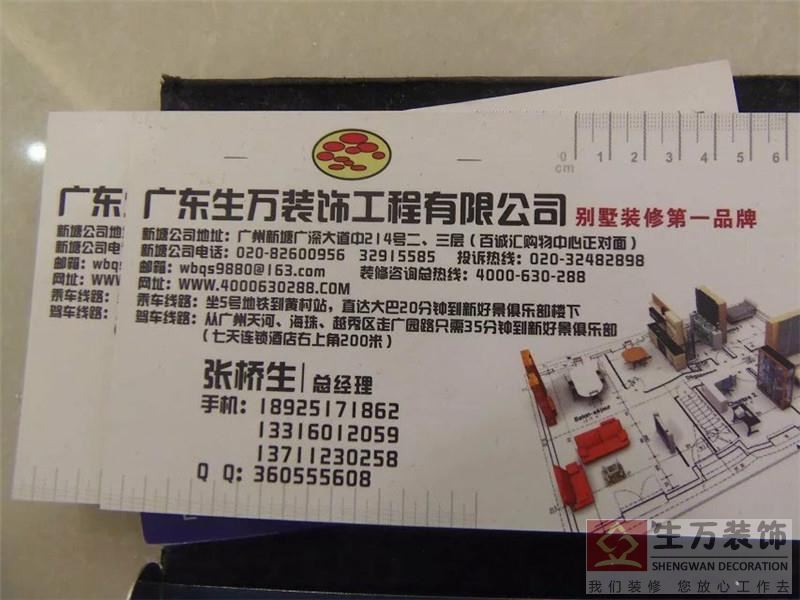 广东生万装饰工程有限公司 别墅装修第一品牌
新塘公司地址：广州新塘广深大道中214号二、三层（百诚汇购物中心正对面）
新塘公司电话：020-82600956 32915585 投诉热线：020-32482898
邮箱：wbqs9880@163.com 装修咨询总热线：4000-630-288
网址：WWW.4000630288.COM
乘车线路：坐5号地铁到黄村站，直达大巴20分钟到新好景俱乐部楼下
驾车线路：从广州天河、海珠、越秀区走广园路只需35分钟到新好景俱乐部
（七天连锁酒店右上角200米）
张桥生 总经理
手机：18925171862
13316012059
13711230258
QQ：360555608
0 1 2 3 4 5 6
cm
Salon-séjour
广东
新塘公司地
新塘公司电
邮箱：wbqs
网址：WWW
乘车线路：
驾车线路：
生万装饰
SHENGWAN DECORATION
我们装修 您放心工作去